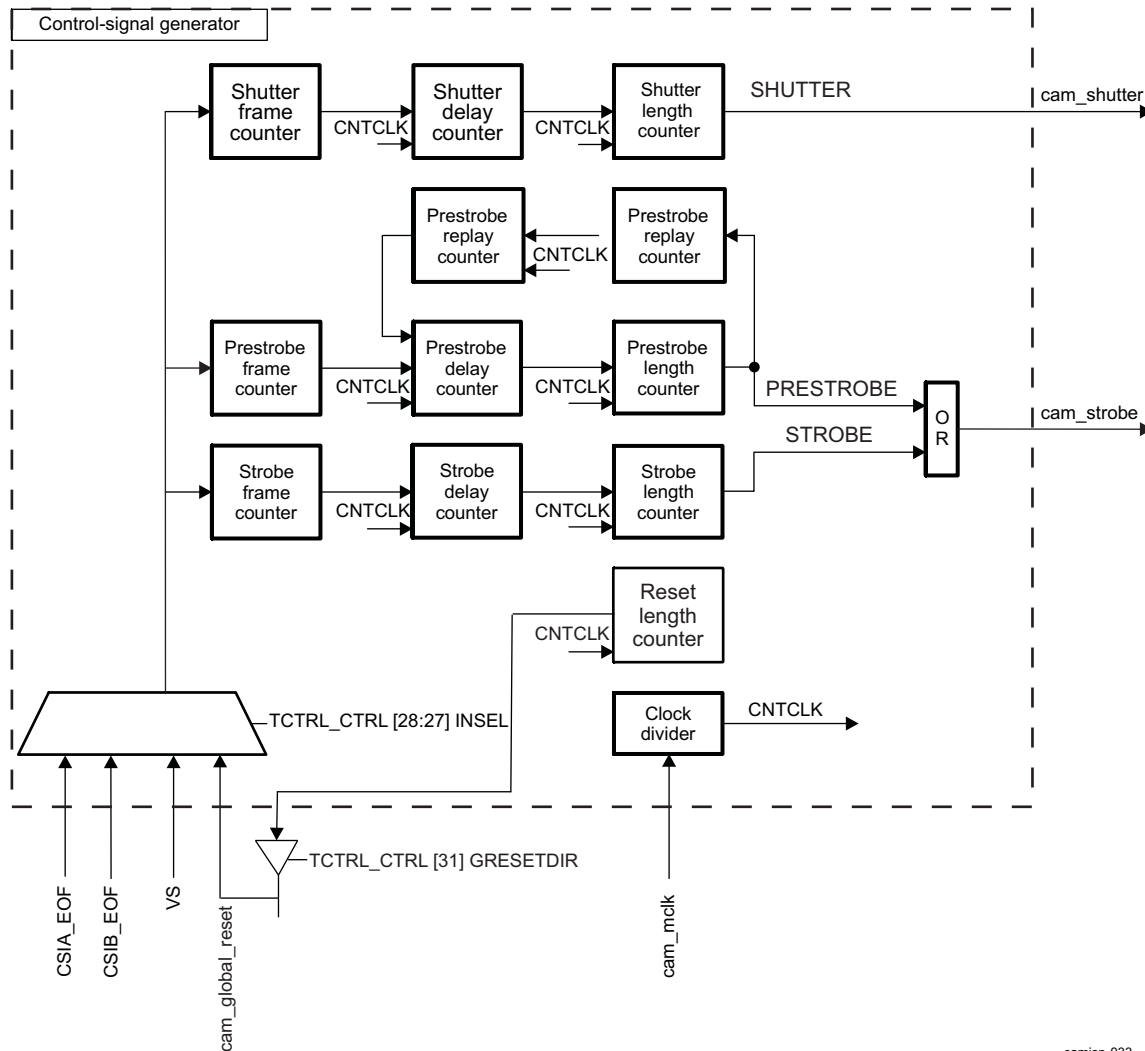 Control-signal generator
Shutter
frame
counter
CNTCLK
Shutter
delay
counter
CNTCLK
Shutter
length
counter
SHUTTER
cam_shutter
Prestrobe
replay
counter
CNTCLK
Prestrobe
replay
counter
Prestrobe
frame
counter
CNTCLK
Prestrobe
delay
counter
CNTCLK
Prestrobe
length
counter
PRESTROBE
STROBE
O
R
cam_strobe
Strobe
frame
counter
CNTCLK
Strobe
delay
counter
CNTCLK
Strobe
length
counter
CNTCLK
Reset
length
counter
TCTRL_CTRL [28:27] INSEL
Clock
divider
CNTCLK
TCTRL_CTRL [31] GRESETDIR
CSIA_EOF
CSIB_EOF
VS
cam_global_reset
cam_mclk